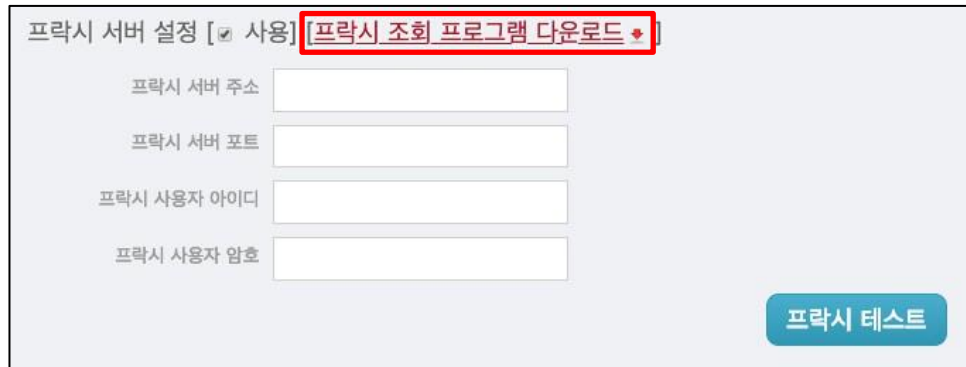 프락시 서버 설정 [☑ 사용] [프락시 조회 프로그램 다운로드]
프락시 서버 주소
프락시 서버 포트
프락시 사용자 아이디
프락시 사용자 암호
프락시 테스트